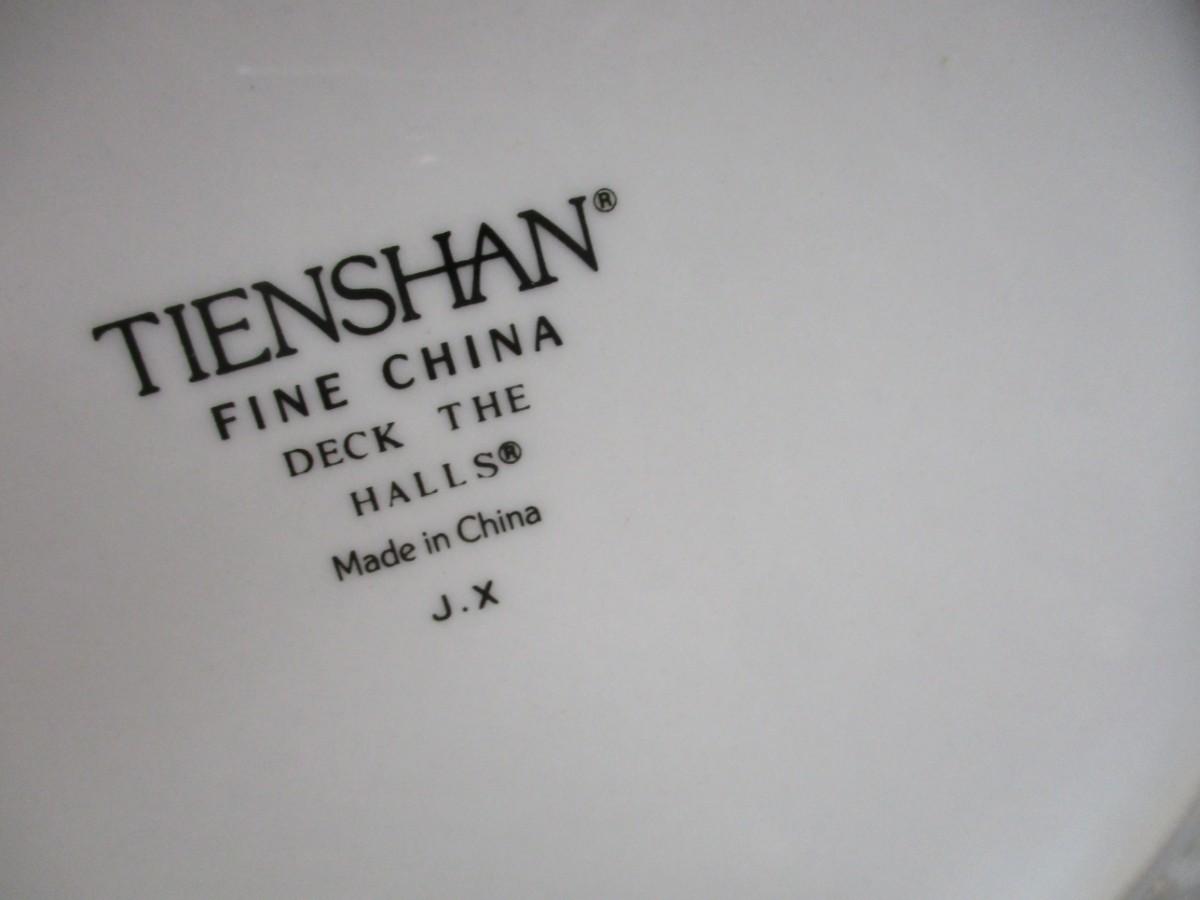 TIENSHAN®
FINE CHINA
DECK THE
HALLS®
Made in China
J.X